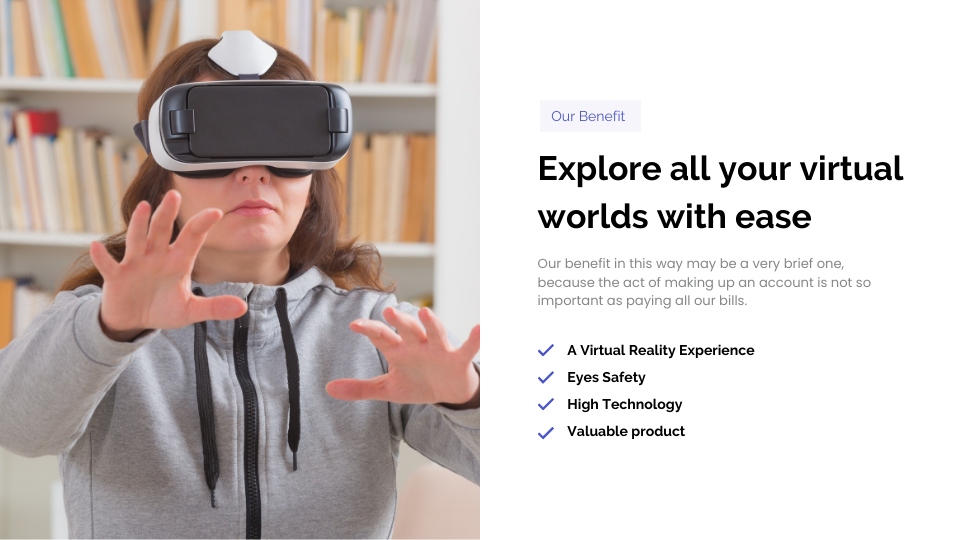 Our Benefit
Explore all your virtual
worlds with ease
Our benefit in this way may be a very brief one,
because the act of making up an account is not so
important as paying all our bills.
A Virtual Reality Experience
Eyes Safety
High Technology
Valuable product